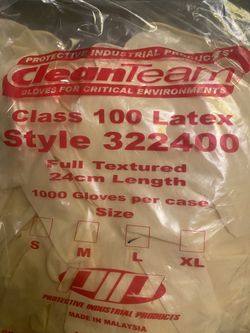 PROTECTIVE INDUSTRIAL PRODUCTS'
CleanTeam
GLOVES FOR CRITICAL ENVIRONMENTS
Class 100 Latex
Style 322400
Full Textured
24cm Length
1000 Gloves per case
Size
S M L XL
PIP
PROTECTIVE INDUSTRIAL PRODUCTS
MADE IN MALAYSIA